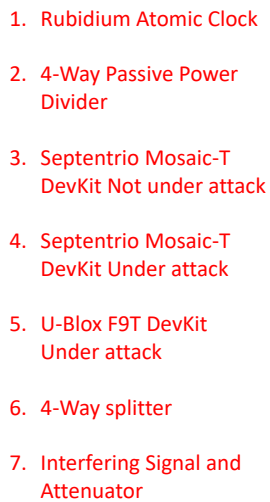 1. Rubidium Atomic Clock
2. 4-Way Passive Power
Divider
3. Septentrio Mosaic-T
DevKit Not under attack
4. Septentrio Mosaic-T
DevKit Under attack
5. U-Blox F9T DevKit
Under attack
6. 4-Way splitter
7. Interfering Signal and
Attenuator